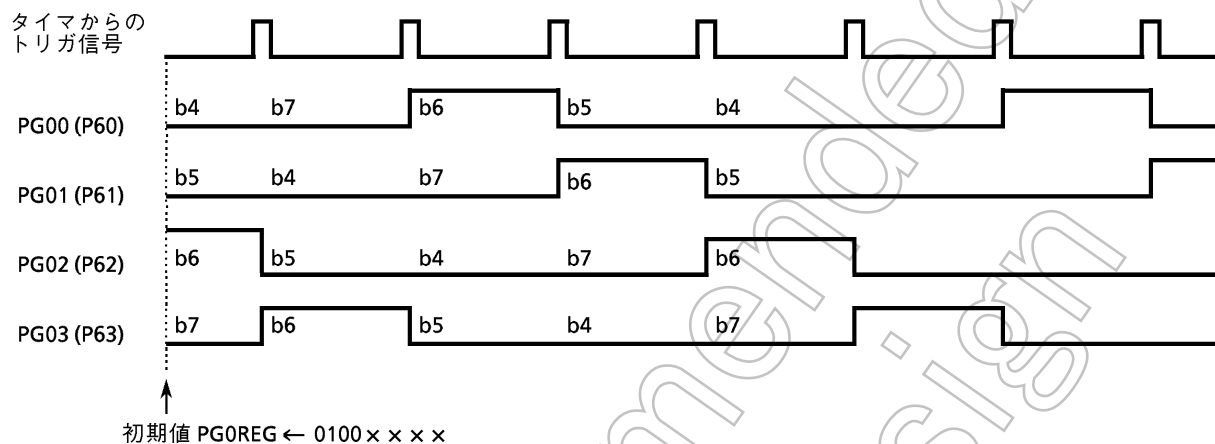 タイマからの
トリガ信号
b4 b7 b6 b5 b4
PG00 (P60)
b5 b4 b7 b6 b5
PG01 (P61)
b6 b5 b4 b7 b6
PG02 (P62)
b7 b6 b5 b4 b7
PG03 (P63)
初期値 PG0REG ← 0100××××